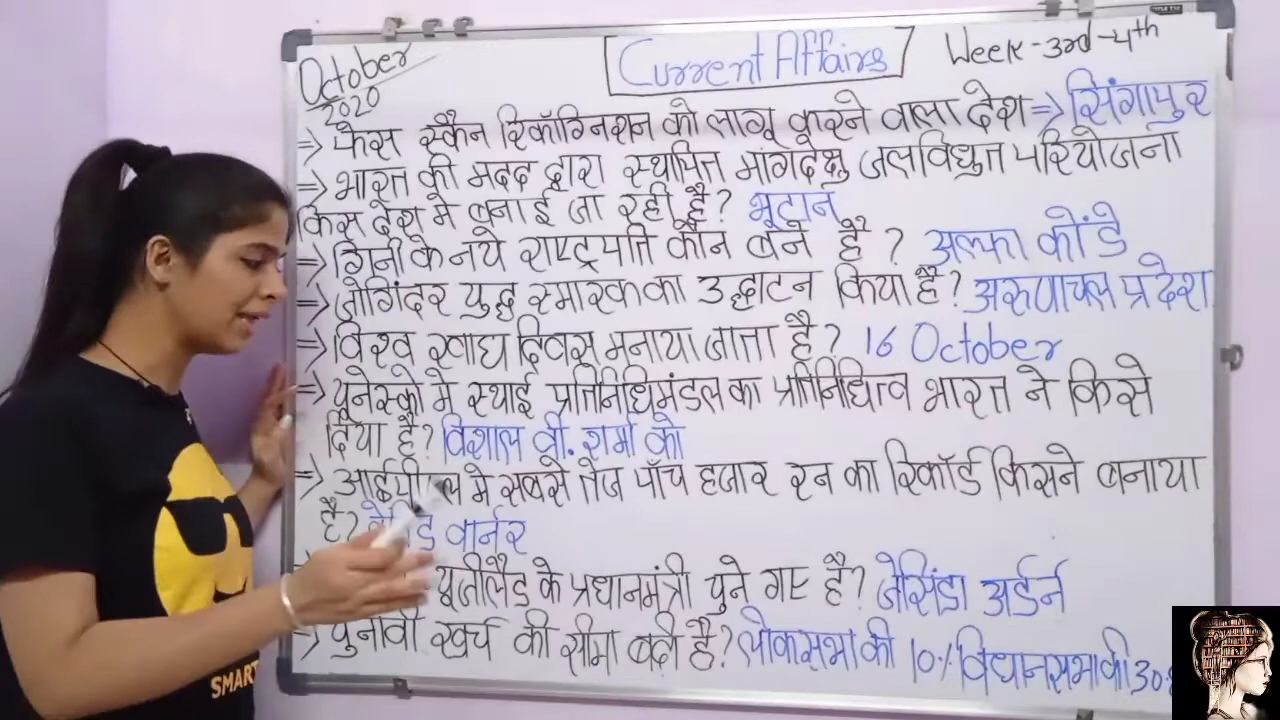 October
2020
Current Affairs
Week-3rd-4th
=> फेस स्कैन रिकॉग्निशन को लागू करने वाला देश => सिंगापुर
=> भारत की मदद द्वारा स्थापित मांगदेछु जलविधुत परियोजना
किस देश मे बनाई जा रही है? भूटान
=> गिनी के नये राष्ट्रपति कौन बने है? अल्फा कोंडे
=> जोगिंदर युद्ध स्मारक का उद्घाटन किया है? अरुणाचल प्रदेश
=> विश्व खाद्य दिवस मनाया जाता है? 16 October
=> यूनेस्को मे स्थाई प्रतिनिधिमंडल का प्रतिनिधित्व भारत ने किसे
दिया है? विशाल वी. शर्मा को
=> आईपीएल मे सबसे तेज पाँच हजार रन का रिकॉर्ड किसने बनाया
है? वार्नर
न्यूजीलैंड के प्रधानमंत्री चुने गए है? जेसिंडा अर्डर्न
=> चुनावी खर्च की सीमा बढ़ी है? लोकसभा की 10% विधानसभा की 30
SMART